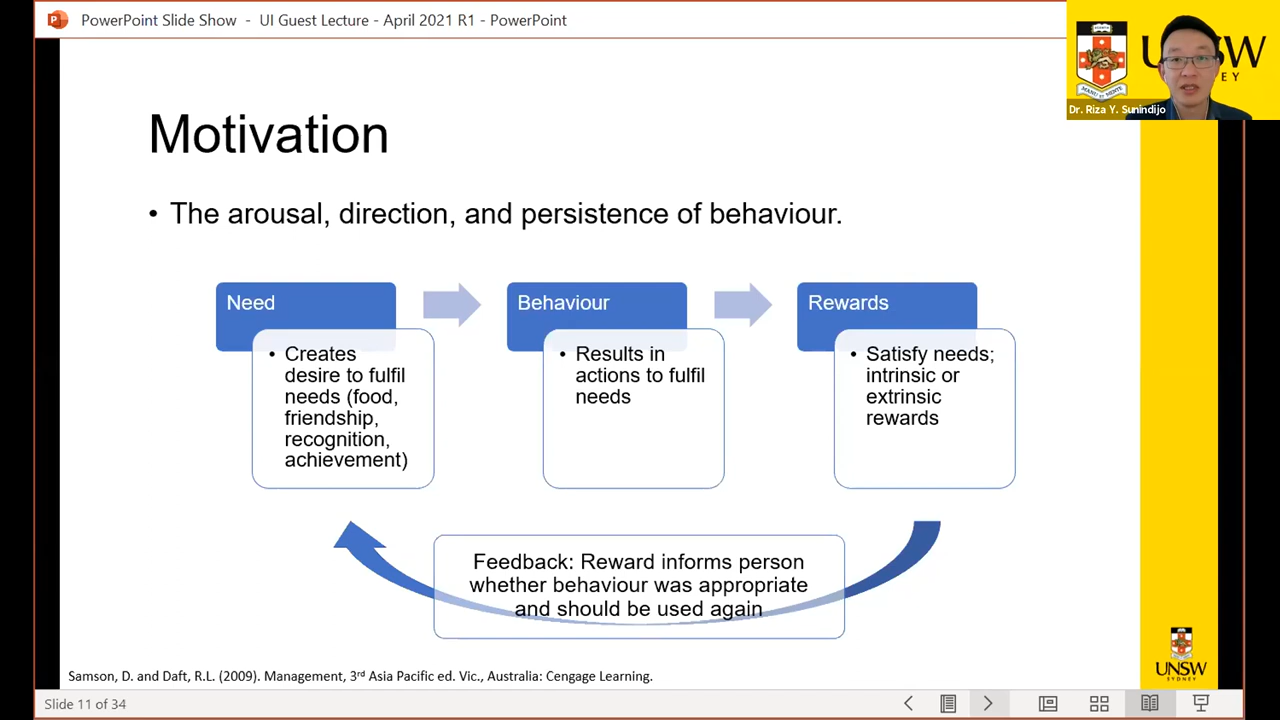 PowerPoint Slide Show - UI Guest Lecture - April 2021 R1 - PowerPoint
Dr. Riza Y. Sunindijo
Motivation
• The arousal, direction, and persistence of behaviour.
Need
• Creates
desire to fulfil
needs (food,
friendship,
recognition,
achievement)
Behaviour
• Results in
actions to fulfil
needs
Rewards
• Satisfy needs;
intrinsic or
extrinsic
rewards
Feedback: Reward informs person
whether behaviour was appropriate
and should be used again
Samson, D. and Daft, R.L. (2009). Management, 3rd Asia Pacific ed. Vic., Australia: Cengage Learning.
UNSW
SYDNEY
Slide 11 of 34